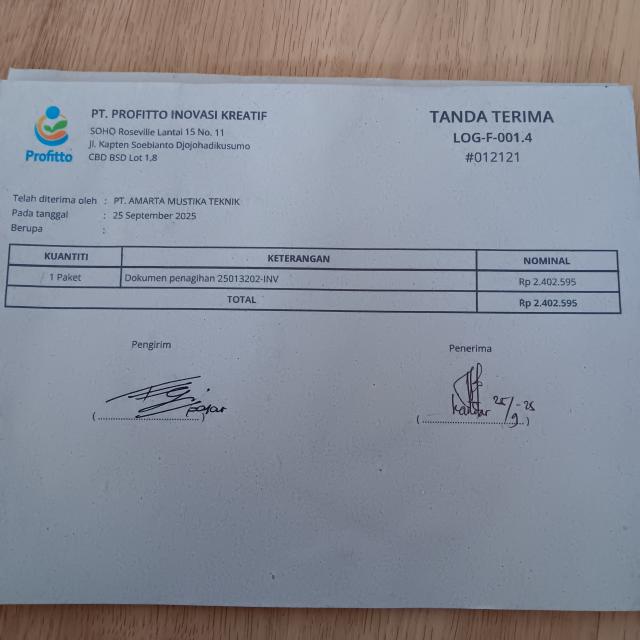 PT. PROFITTO INOVASI KREATIF
SOHO Roseville Lantai 15 No. 11
Jl. Kapten Soebianto Djojohadikusumo
CBD BSD Lot 1,8
Profitto
TANDA TERIMA
LOG-F-001.4
#012121
Telah diterima oleh : PT. AMARTA MUSTIKA TEKNIK
Pada tanggal : 25 September 2025
Berupa :
KUANTITI KETERANGAN NOMINAL
1 Paket Dokumen penagihan 25013202-INV Rp 2.402.595
TOTAL Rp 2.402.595
Pengirim Penerima
25/9-25